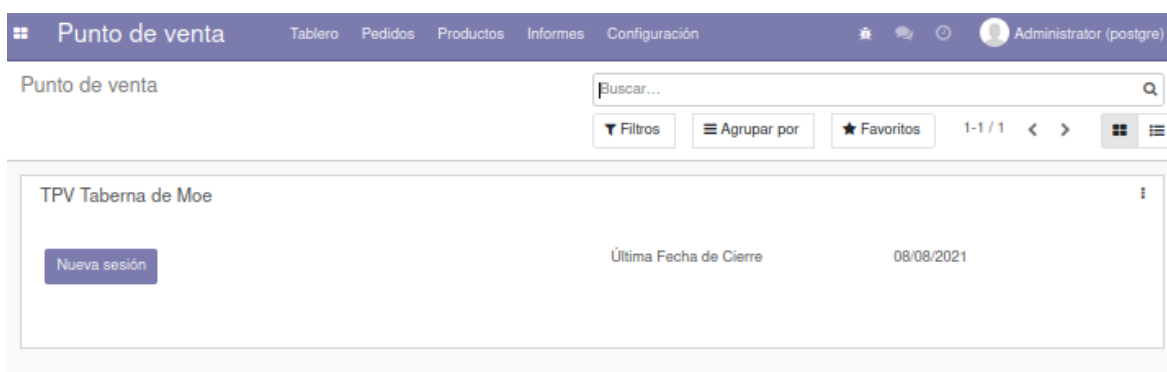 Punto de venta Tablero Pedidos Productos Informes Configuración Administrator (postgre)
Punto de venta
Buscar...
Filtros Agrupar por Favoritos 1-1 / 1
TPV Taberna de Moe
Nueva sesión Última Fecha de Cierre 08/08/2021